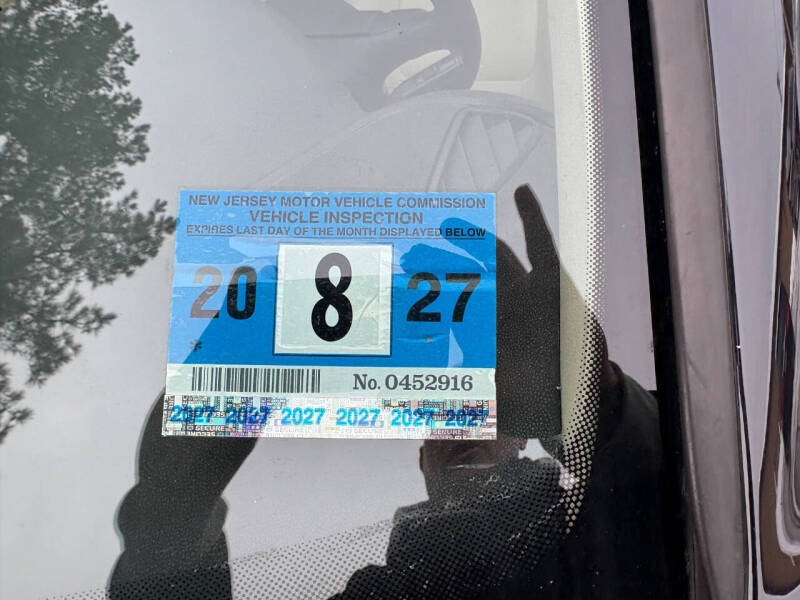 NEW JERSEY MOTOR VEHICLE COMMISSION
VEHICLE INSPECTION
EXPIRES LAST DAY OF THE MONTH DISPLAYED BELOW
20 8 27
*
No. 0452916
2027 2027 2027 2027 2027 2027